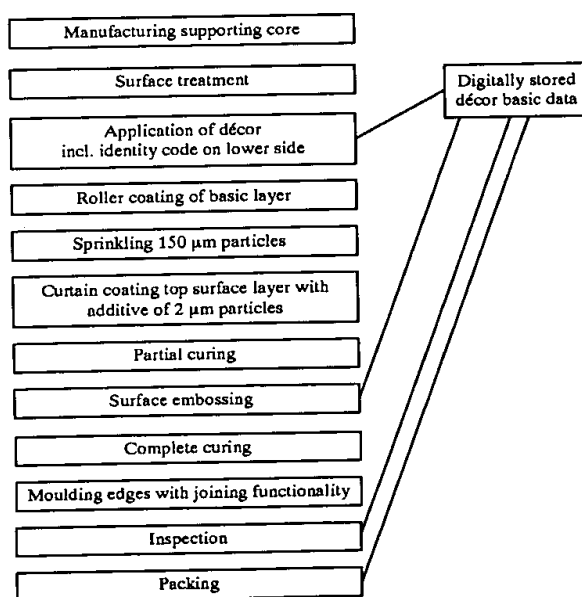 Manufacturing supporting core
Surface treatment
Digitally stored
décor basic data
Application of décor
incl. identity code on lower side
Roller coating of basic layer
Sprinkling 150 µm particles
Curtain coating top surface layer with
additive of 2 µm particles
Partial curing
Surface embossing
Complete curing
Moulding edges with joining functionality
Inspection
Packing